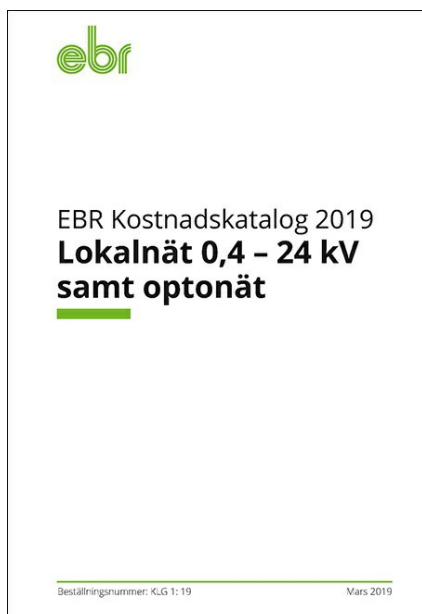 ebr
EBR Kostnadskatalog 2019
Lokalnät 0,4 – 24 kV
samt optonät
Beställningsnummer: KLG 1: 19 Mars 2019